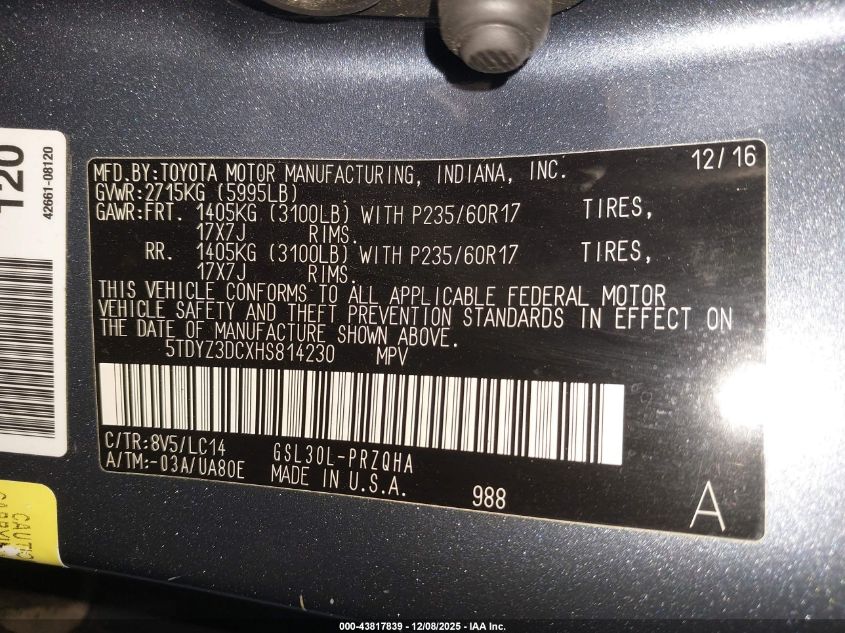 120
42661-08120
MFD.BY:TOYOTA MOTOR MANUFACTURING, INDIANA, INC. 12/16
GVWR:2715KG (5995LB)
GAWR:FRT. 1405KG (3100LB) WITH P235/60R17 TIRES,
17X7J RIMS.
RR. 1405KG (3100LB) WITH P235/60R17 TIRES,
17X7J RIMS.
THIS VEHICLE CONFORMS TO ALL APPLICABLE FEDERAL MOTOR
VEHICLE SAFETY AND THEFT PREVENTION STANDARDS IN EFFECT ON
THE DATE OF MANUFACTURE SHOWN ABOVE.
5TDYZ3DCXHS814230 MPV
C/TR:8V5/LC14 GSL30L-PRZQHA
A/TM:-03A/UA80E MADE IN U.S.A. 988 A
000-43817839 - 12/08/2025 - IAA Inc.